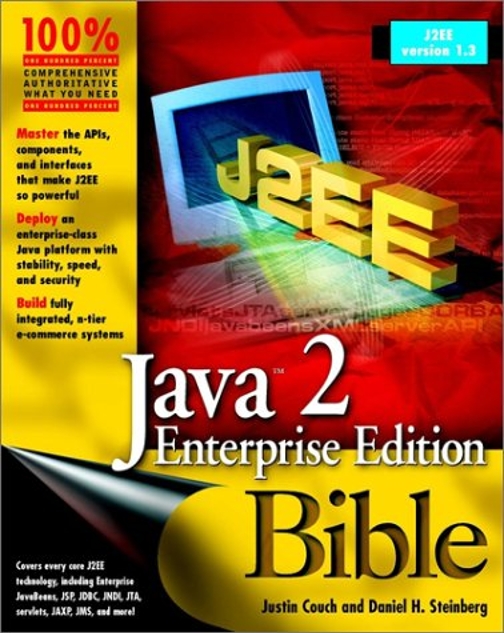 100%
ONE HUNDRED PERCENT
COMPREHENSIVE
AUTHORITATIVE
WHAT YOU NEED
ONE HUNDRED PERCENT
J2EE
version 1.3
Master the APIs,
components,
and interfaces
that make J2EE
so powerful
Deploy an
enterprise-class
Java platform with
stability, speed,
and security
Build fully
integrated, n-tier
e-commerce systems
J2EE
JNDIjavabeansXM
serverAPI
Java™ 2
Enterprise Edition
Bible
Covers every core J2EE
technology, including Enterprise
JavaBeans, JSP, JDBC, JNDI, JTA,
servlets, JAXP, JMS, and more!
Justin Couch and Daniel H. Steinberg